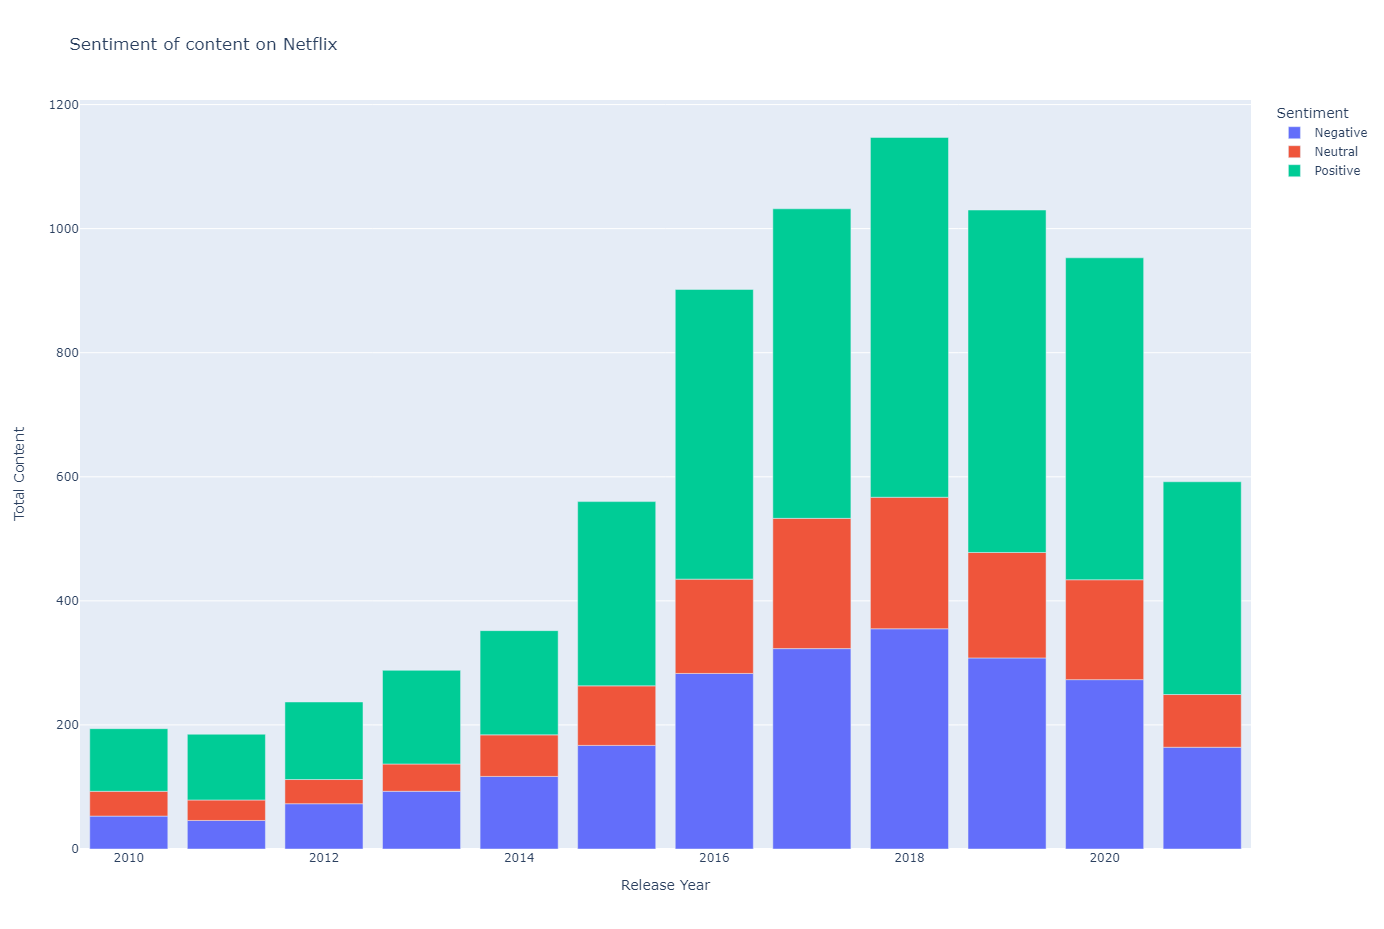 Sentiment of content on Netflix
Sentiment
Negative
Neutral
Positive
Total Content
1200
1000
800
600
400
200
0
2010 2012 2014 2016 2018 2020
Release Year